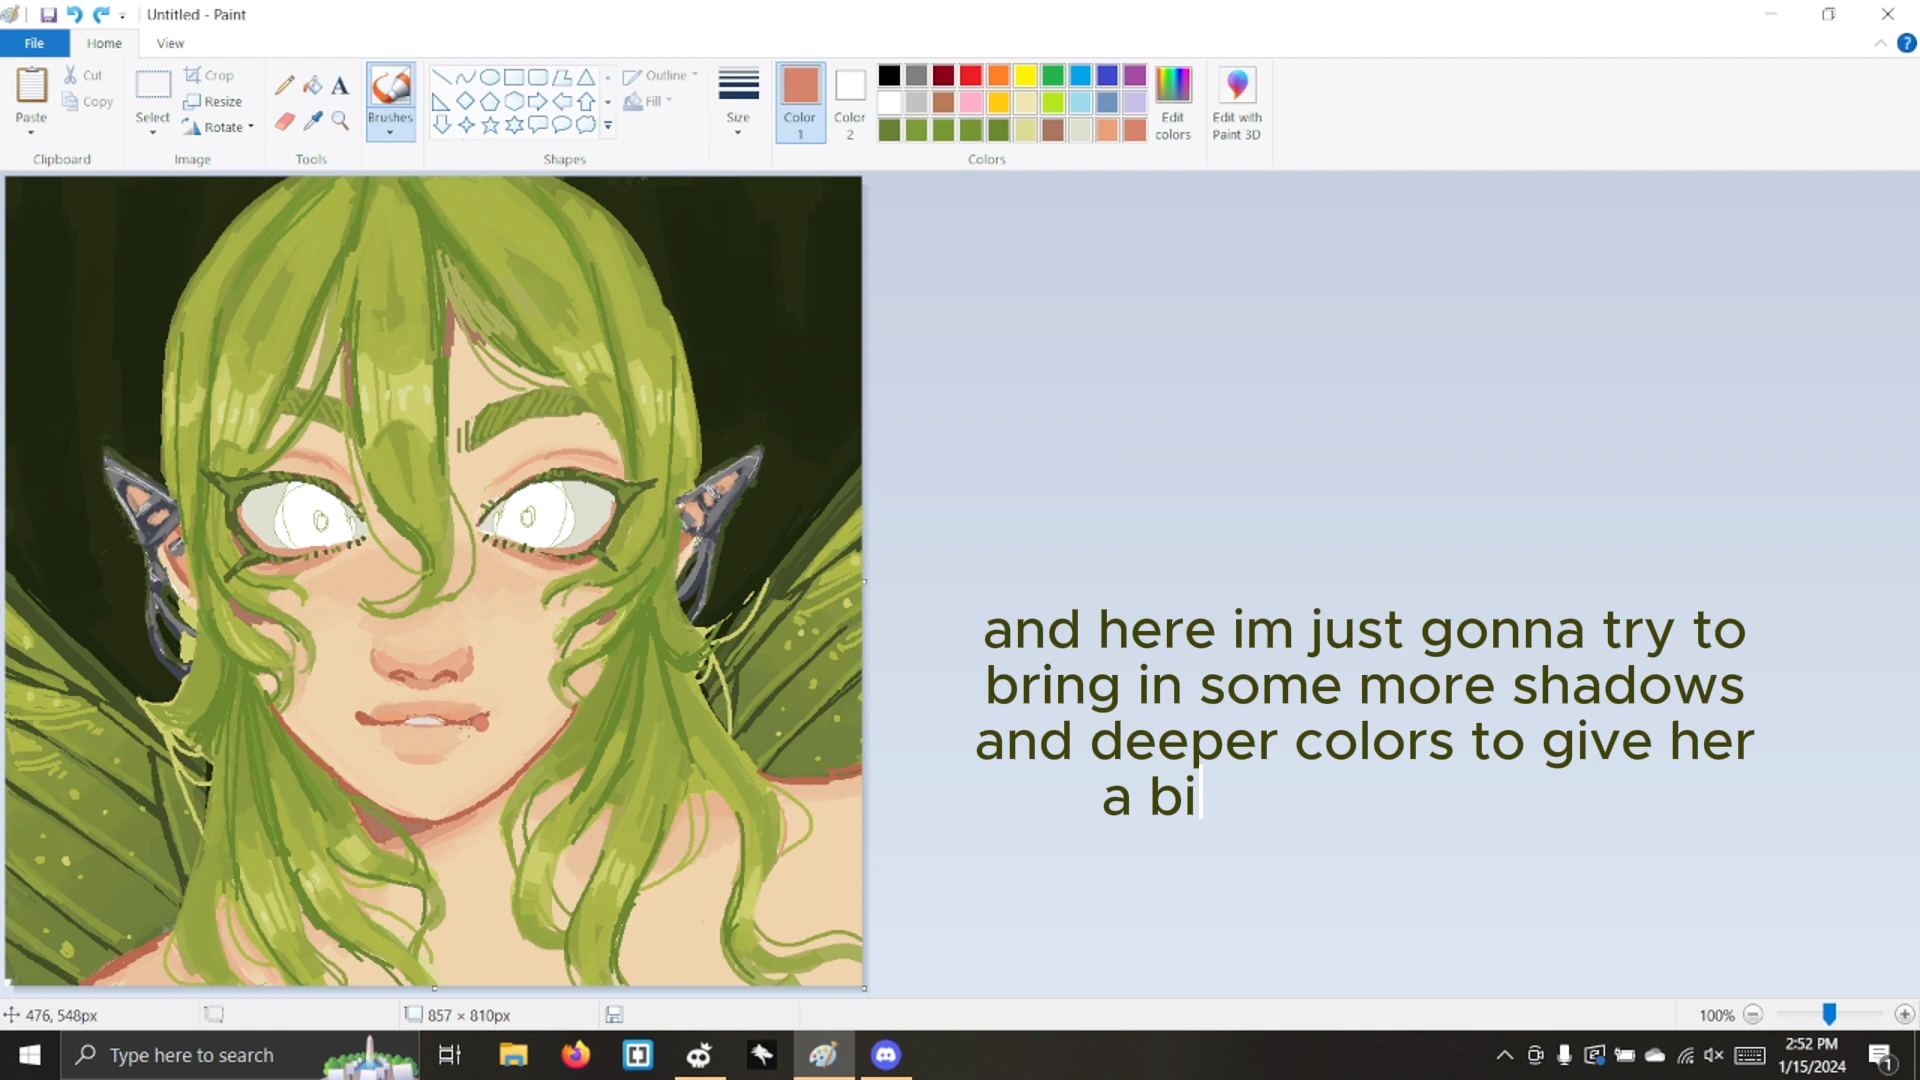 Untitled - Paint
File Home View
Paste Cut Copy Select Crop Resize Rotate Brushes Outline Fill Size Color 1 Color 2 Edit colors Edit with Paint 3D
Clipboard Image Tools Shapes Colors
and here im just gonna try to
bring in some more shadows
and deeper colors to give her
a bi
476, 548px 857 × 810px 100%
Type here to search 2:52 PM
1/15/2024 1